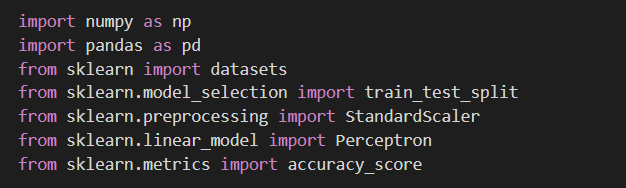 import numpy as np
import pandas as pd
from sklearn import datasets
from sklearn.model_selection import train_test_split
from sklearn.preprocessing import StandardScaler
from sklearn.linear_model import Perceptron
from sklearn.metrics import accuracy_score